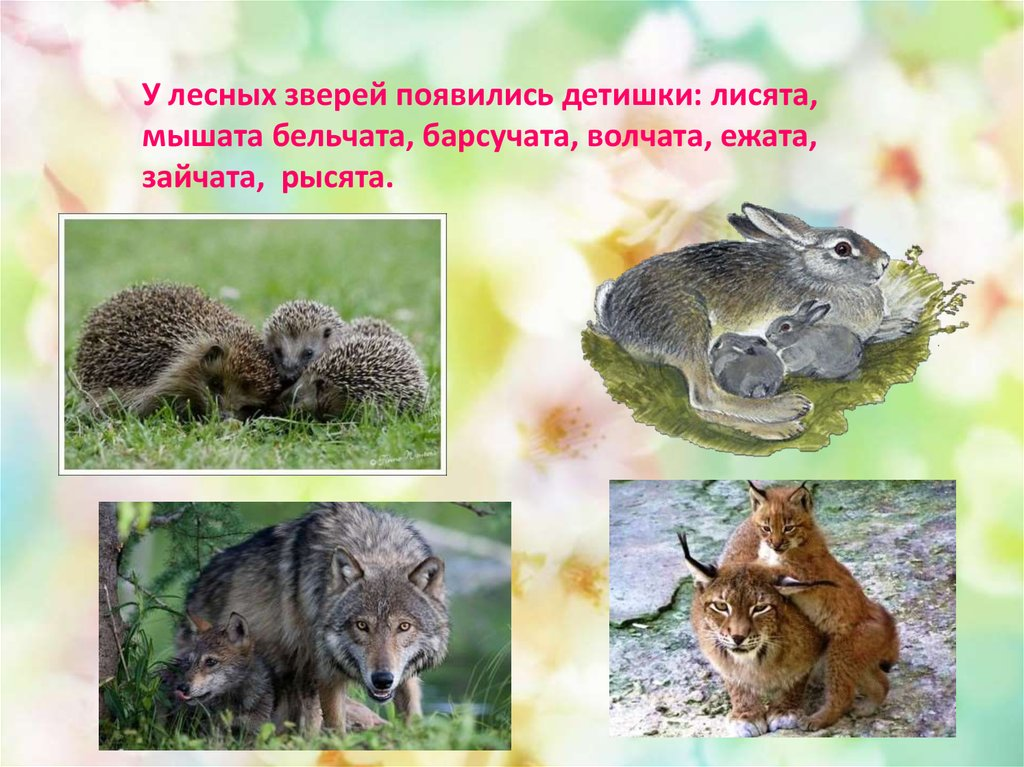 У лесных зверей появились детишки: лисята,
мышата бельчата, барсучата, волчата, ежата,
зайчата,  рысята.